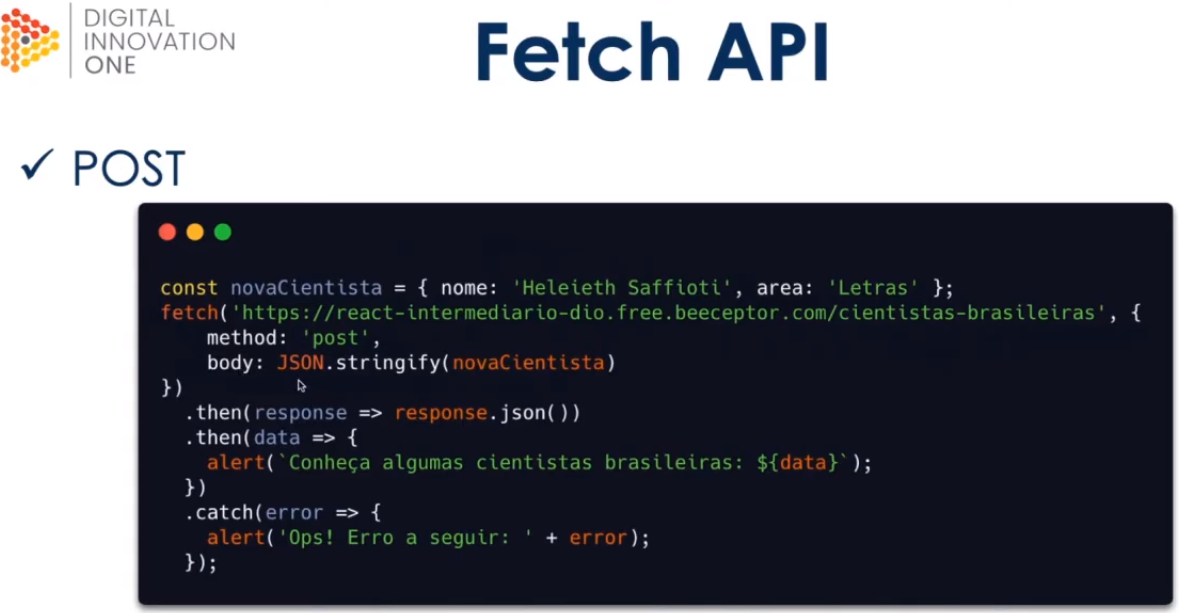 DIGITAL
INNOVATION
ONE
Fetch API
✓ POST
const novaCientista = { nome: 'Heleieth Saffioti', area: 'Letras' };
fetch('https://react-intermediario-dio.free.beeceptor.com/cientistas-brasileiras', {
    method: 'post',
    body: JSON.stringify(novaCientista)
})
  .then(response => response.json())
  .then(data => {
    alert(`Conheça algumas cientistas brasileiras: ${data}`);
  })
  .catch(error => {
    alert('Ops! Erro a seguir: ' + error);
  });